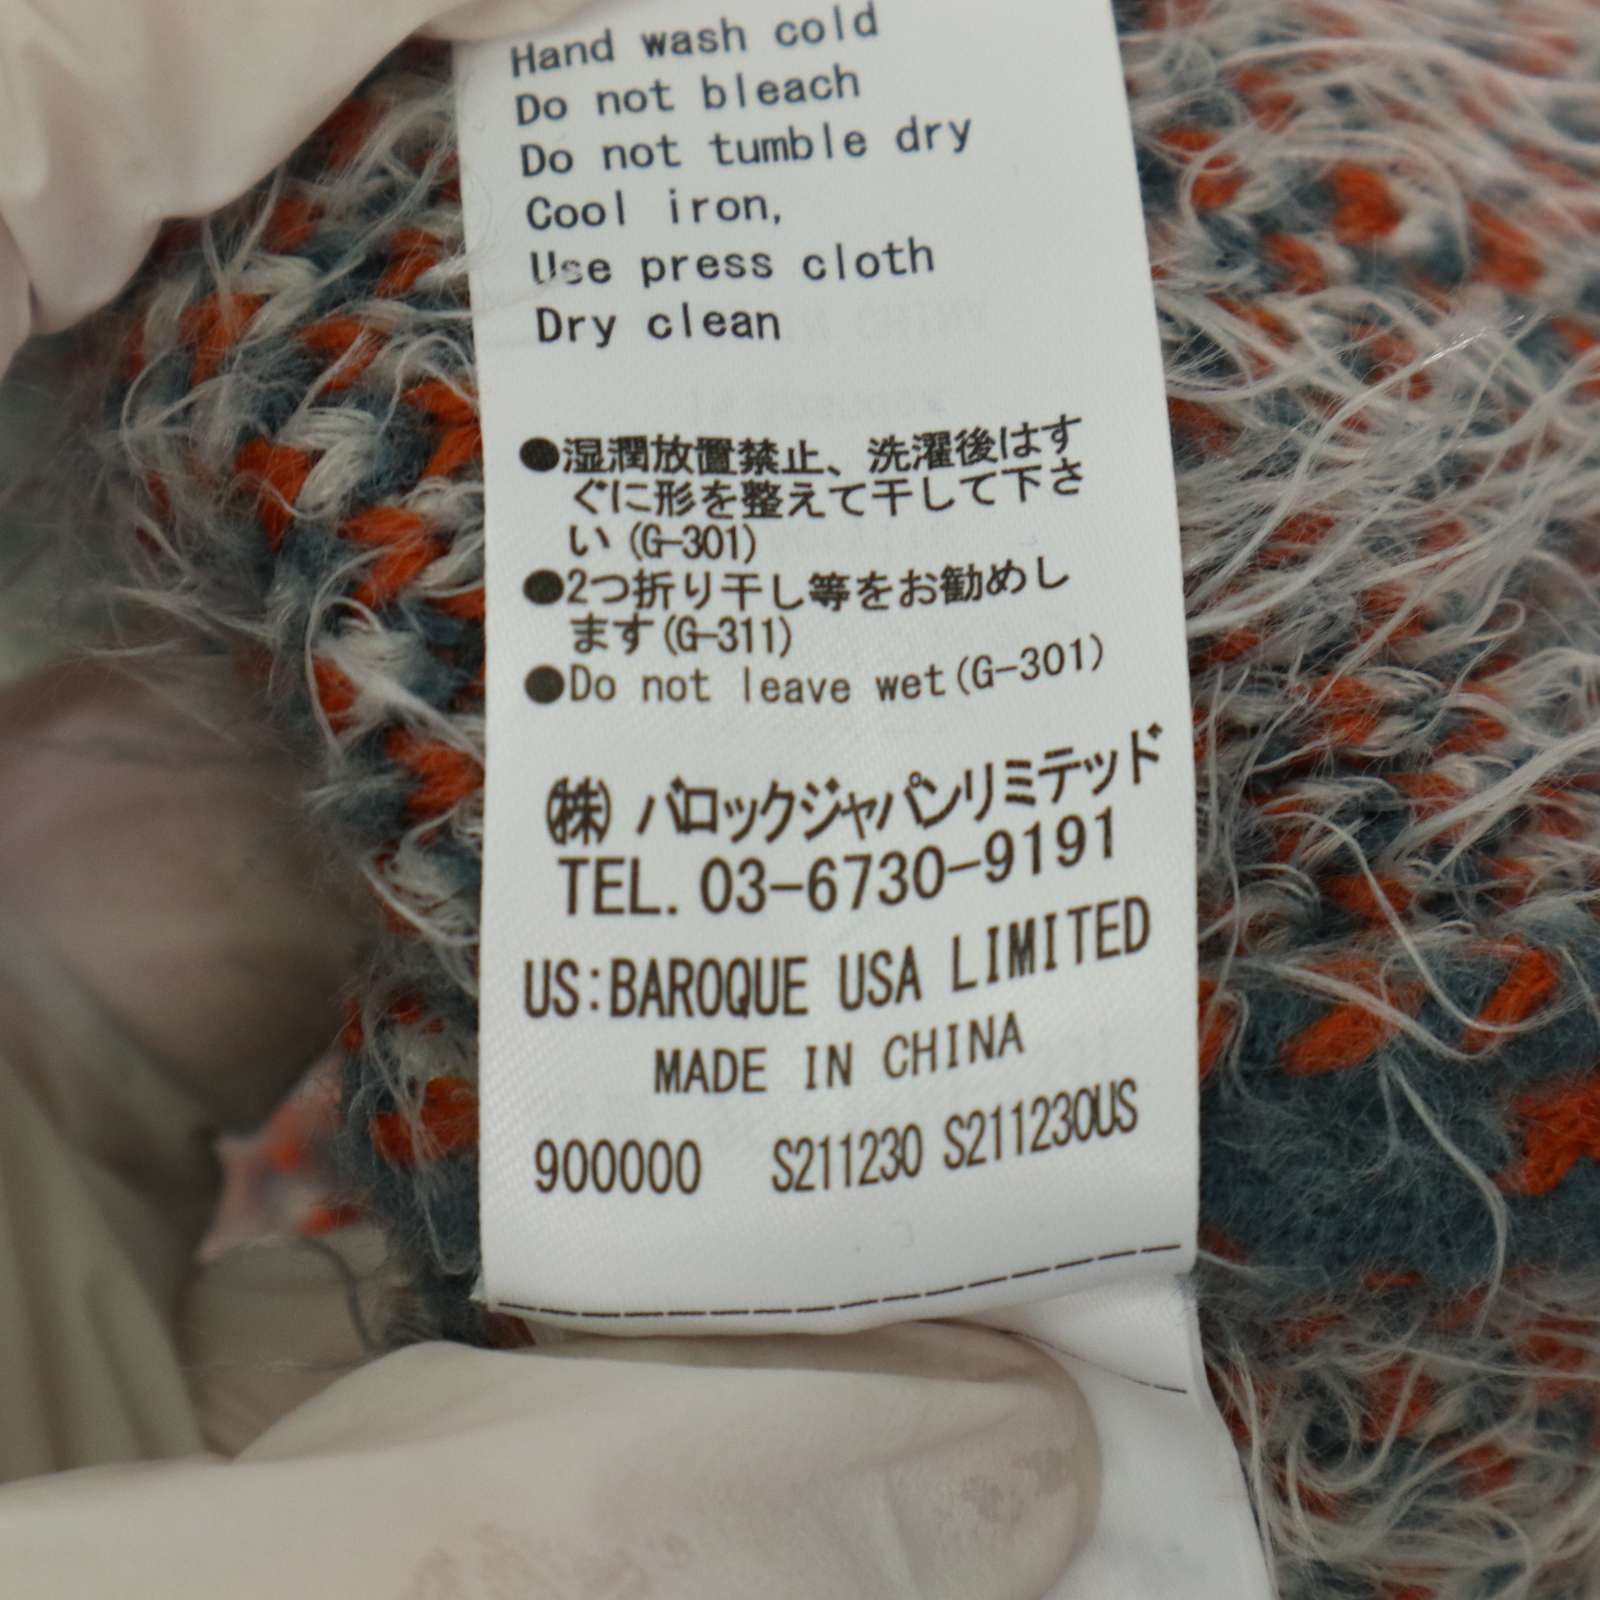 Hand wash cold
Do not bleach
Do not tumble dry
Cool iron,
Use press cloth
Dry clean
●湿潤放置禁止、洗濯後はす
ぐに形を整えて干して下さ
い(G-301)
●2つ折り干し等をお勧めし
ます(G-311)
●Do not leave wet(G-301)
㈱ バロックジャパンリミテッド
TEL. 03-6730-9191
US:BAROQUE USA LIMITED
MADE IN CHINA
900000 S211230 S211230US